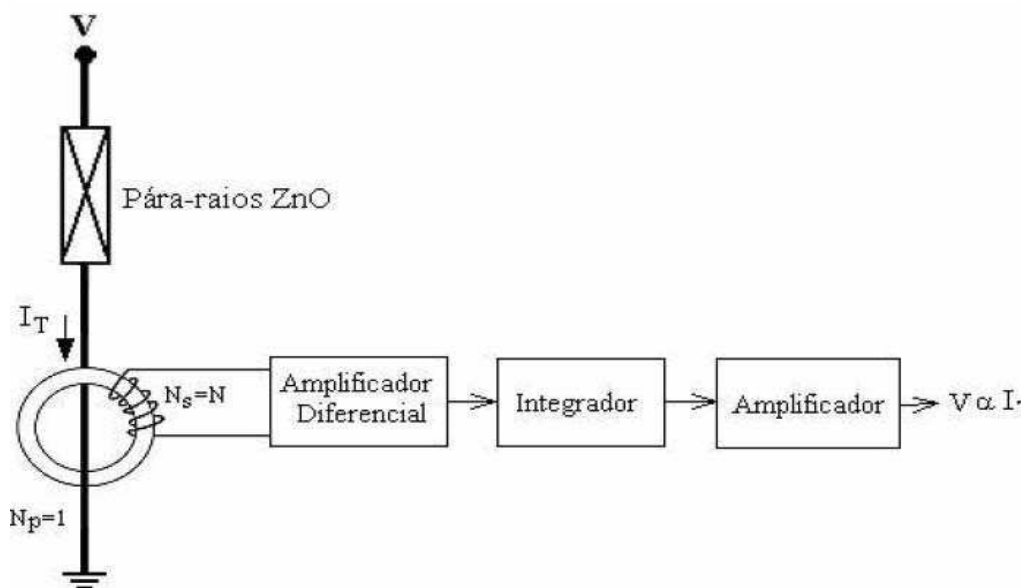 V
Pára-raios ZnO
I_T
N_s=N
Amplificador
Diferencial
Integrador
Amplificador
V α I
N_p=1